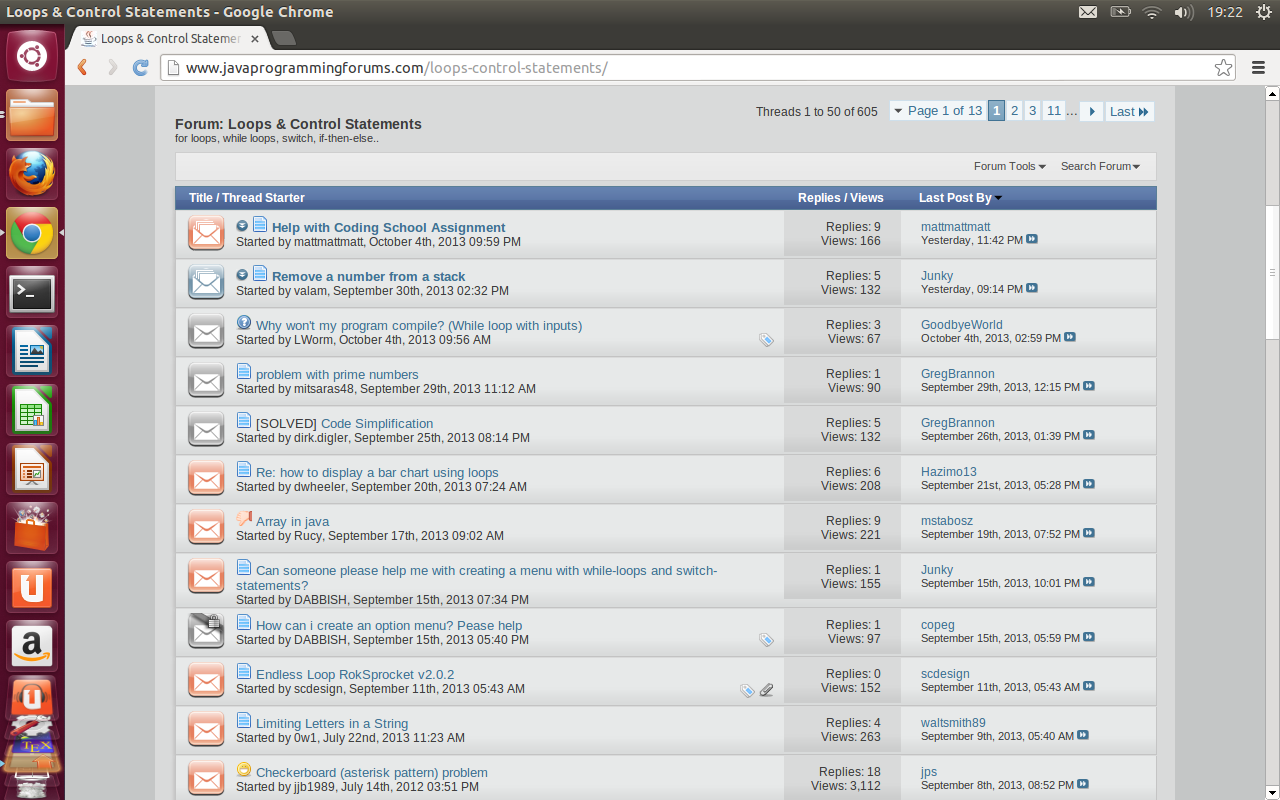 Loops & Control Statements - Google Chrome
19:22
Loops & Control Statemen
www.javaprogrammingforums.com/loops-control-statements/
Threads 1 to 50 of 605
Page 1 of 13 1 2 3 11 ... Last
Forum: Loops & Control Statements
for loops, while loops, switch, if-then-else..
Forum Tools Search Forum
Title / Thread Starter Replies / Views Last Post By
Help with Coding School Assignment
Started by mattmattmatt, October 4th, 2013 09:59 PM
Replies: 9
Views: 166
mattmattmatt
Yesterday, 11:42 PM
Remove a number from a stack
Started by valam, September 30th, 2013 02:32 PM
Replies: 5
Views: 132
Junky
Yesterday, 09:14 PM
Why won't my program compile? (While loop with inputs)
Started by LWorm, October 4th, 2013 09:56 AM
Replies: 3
Views: 67
GoodbyeWorld
October 4th, 2013, 02:59 PM
problem with prime numbers
Started by mitsaras48, September 29th, 2013 11:12 AM
Replies: 1
Views: 90
GregBrannon
September 29th, 2013, 12:15 PM
[SOLVED] Code Simplification
Started by dirk.digler, September 25th, 2013 08:14 PM
Replies: 5
Views: 132
GregBrannon
September 26th, 2013, 01:39 PM
Re: how to display a bar chart using loops
Started by dwheeler, September 20th, 2013 07:24 AM
Replies: 6
Views: 208
Hazimo13
September 21st, 2013, 05:28 PM
Array in java
Started by Rucy, September 17th, 2013 09:02 AM
Replies: 9
Views: 221
mstabosz
September 19th, 2013, 07:52 PM
Can someone please help me with creating a menu with while-loops and switch-
statements?
Started by DABBISH, September 15th, 2013 07:34 PM
Replies: 1
Views: 155
Junky
September 15th, 2013, 10:01 PM
How can i create an option menu? Pease help
Started by DABBISH, September 15th, 2013 05:40 PM
Replies: 1
Views: 97
copeg
September 15th, 2013, 05:59 PM
Endless Loop RokSprocket v2.0.2
Started by scdesign, September 11th, 2013 05:43 AM
Replies: 0
Views: 152
scdesign
September 11th, 2013, 05:43 AM
Limiting Letters in a String
Started by 0w1, July 22nd, 2013 11:23 AM
Replies: 4
Views: 263
waltsmith89
September 9th, 2013, 05:40 AM
Checkerboard (asterisk pattern) problem
Started by jjb1989, July 14th, 2012 03:51 PM
Replies: 18
Views: 3,112
jps
September 8th, 2013, 08:52 PM